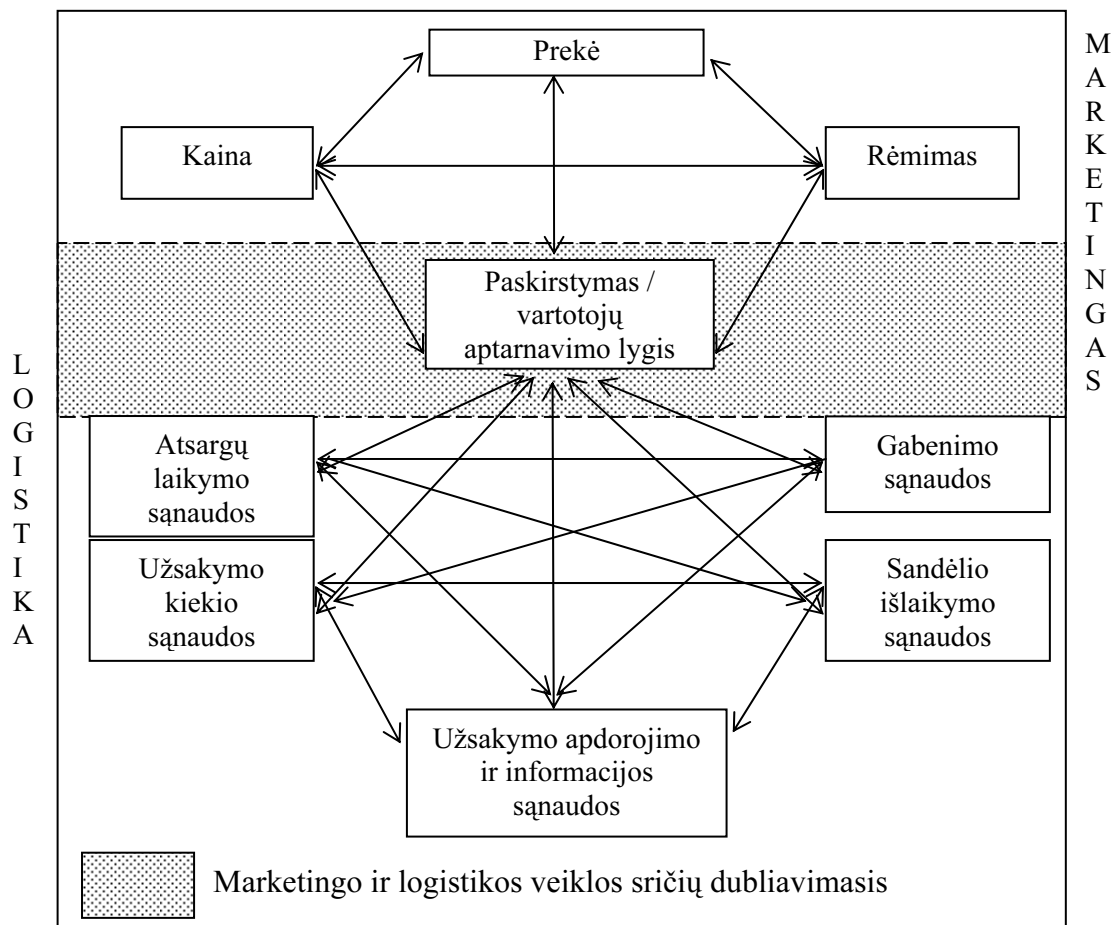 Prekė
Kaina
Rėmimas
MARKETINGAS
Paskirstymas /
vartotojų
aptarnavimo lygis
LOGISTIKA
Atsargų
laikymo
sąnaudos
Gabenimo
sąnaudos
Užsakymo
kiekio
sąnaudos
Sandėlio
išlaikymo
sąnaudos
Užsakymo apdorojimo
ir informacijos
sąnaudos
Marketingo ir logistikos veiklos sričių dubliavimasis